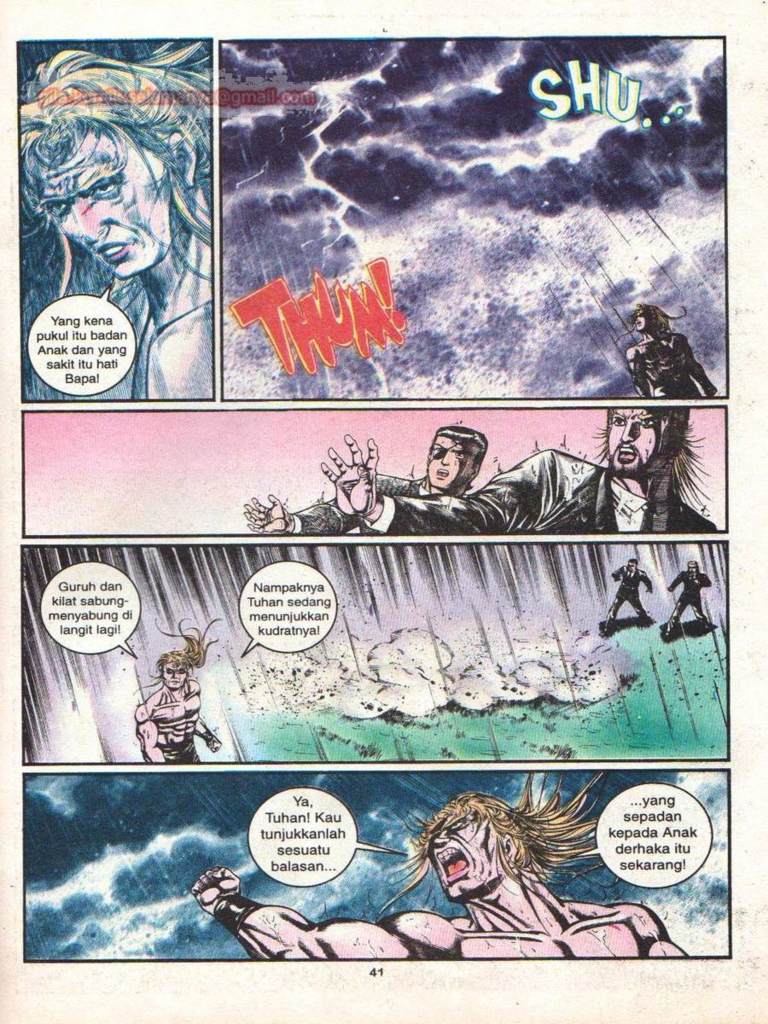 Yang kena
pukul itu badan
Anak dan yang
sakit itu hati
Bapa!
SHU...
THUM!
Guruh dan
kilat sabung-
menyabung di
langit lagi!
Nampaknya
Tuhan sedang
menunjukkan
kudratnya!
Ya,
Tuhan! Kau
tunjukkanlah
sesuatu
balasan...
...yang
sepadan
kepada Anak
derhaka itu
sekarang!
41